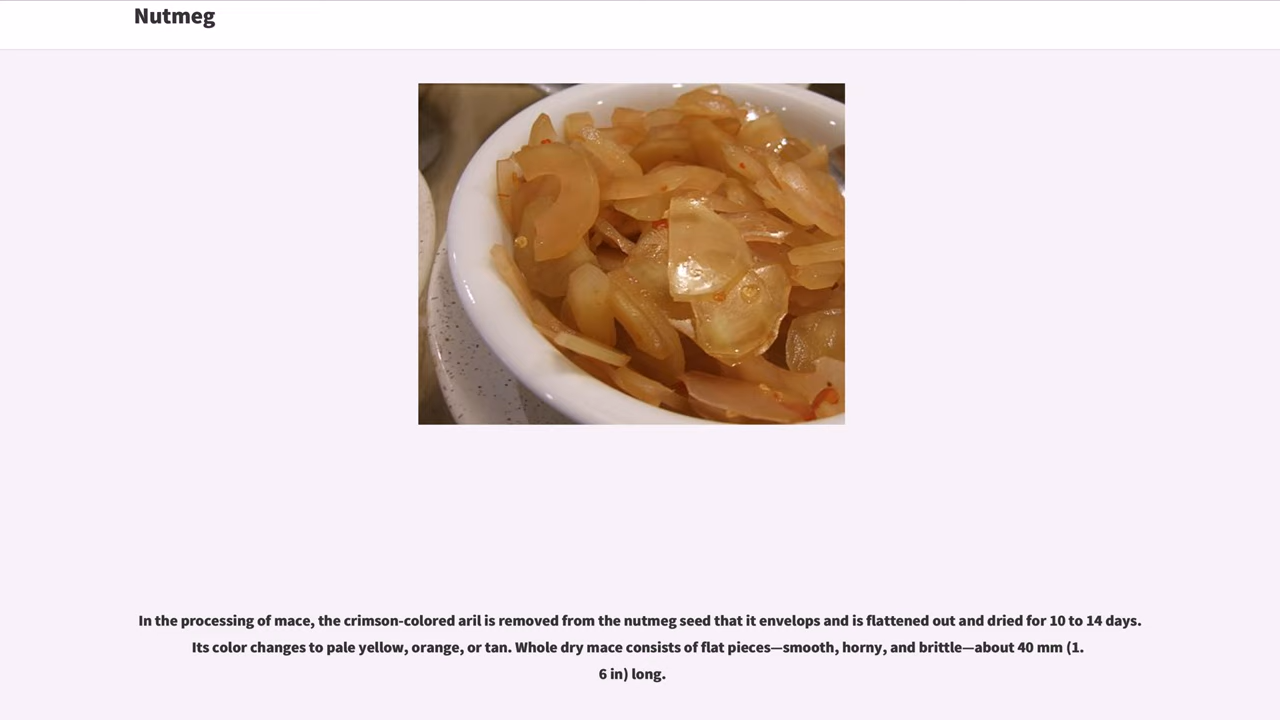 Nutmeg
In the processing of mace, the crimson-colored aril is removed from the nutmeg seed that it envelops and is flattened out and dried for 10 to 14 days.
Its color changes to pale yellow, orange, or tan. Whole dry mace consists of flat pieces—smooth, horny, and brittle—about 40 mm (1.
6 in) long.